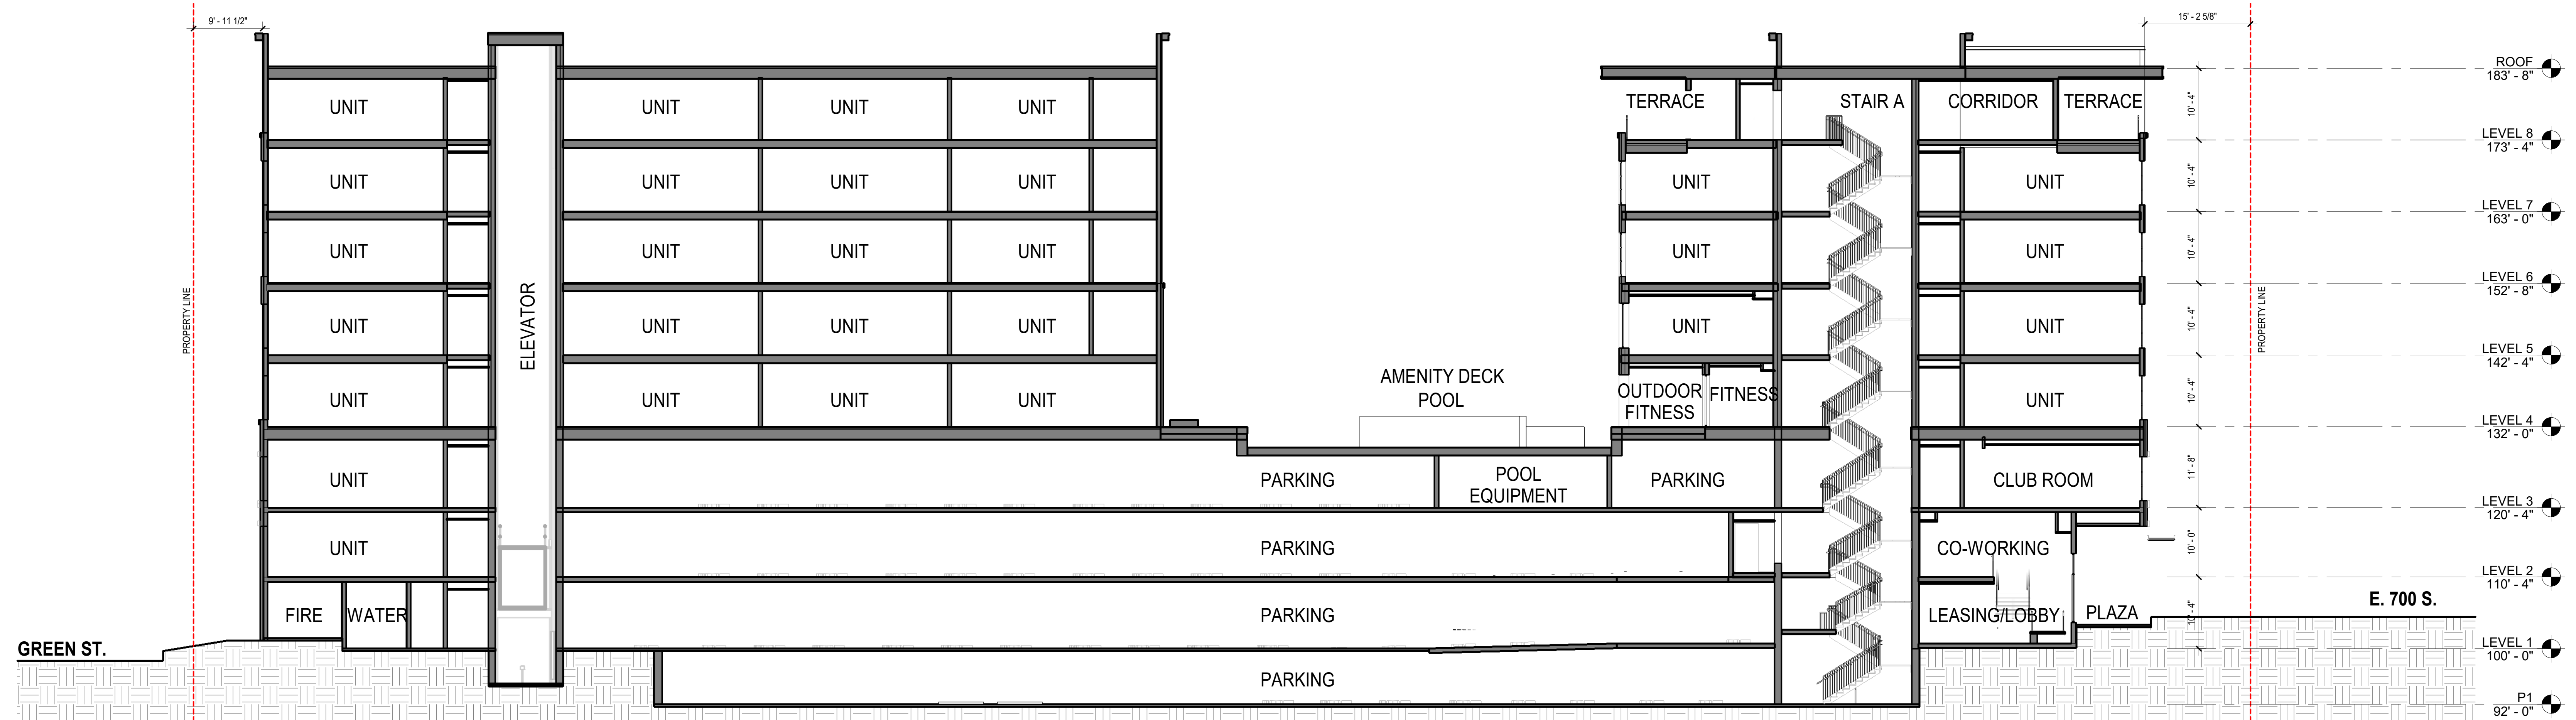 9' - 11 1/2"
15' - 2 5/8"
ROOF
183' - 8"
UNIT UNIT UNIT UNIT TERRACE STAIR A CORRIDOR TERRACE
10' - 4"
LEVEL 8
173' - 4"
UNIT UNIT UNIT UNIT UNIT UNIT
10' - 4"
LEVEL 7
163' - 0"
UNIT UNIT UNIT UNIT UNIT UNIT
10' - 4"
LEVEL 6
152' - 8"
PROPERTY LINE
ELEVATOR
PROPERTY LINE
UNIT UNIT UNIT UNIT UNIT UNIT
10' - 4"
LEVEL 5
142' - 4"
AMENITY DECK
POOL
OUTDOOR
FITNESS
FITNESS
UNIT UNIT UNIT UNIT UNIT
10' - 4"
LEVEL 4
132' - 0"
UNIT PARKING
POOL
EQUIPMENT
PARKING CLUB ROOM
11' - 8"
LEVEL 3
120' - 4"
UNIT PARKING CO-WORKING
10' - 0"
LEVEL 2
110' - 4"
FIRE WATER PARKING LEASING/LOBBY PLAZA
10' - 4"
E. 700 S.
GREEN ST.
LEVEL 1
100' - 0"
PARKING
P1
92' - 0"